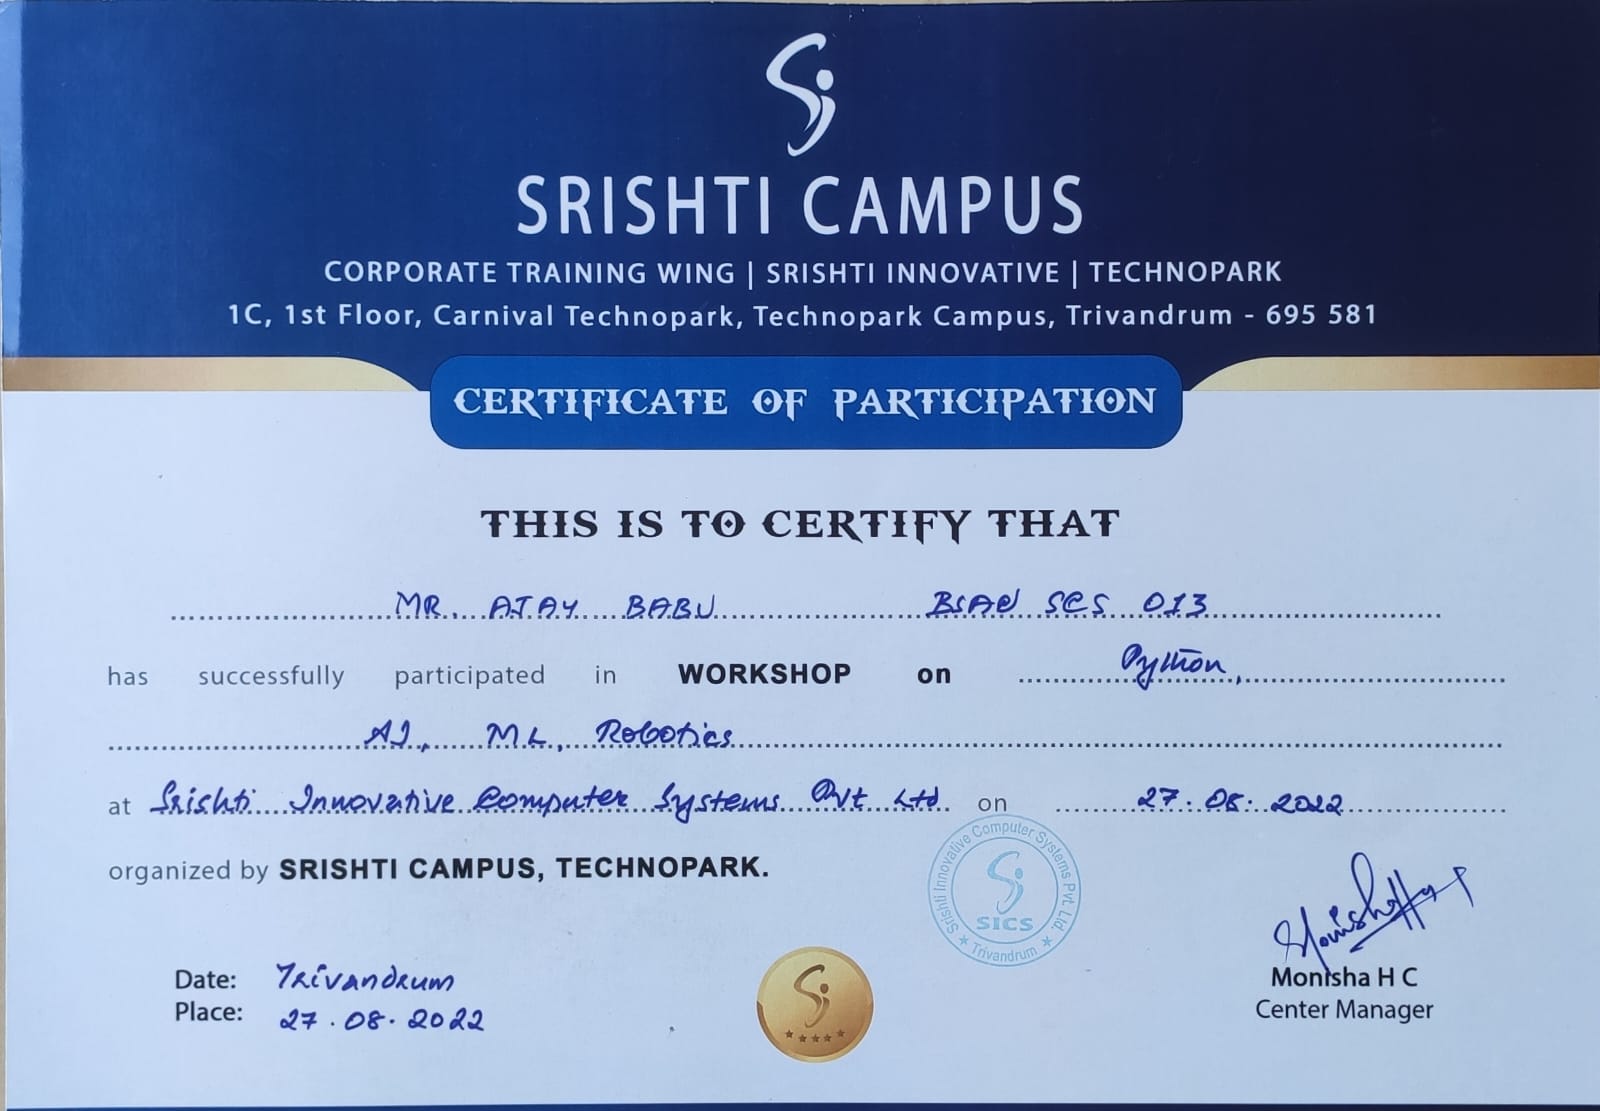 SRISHTI CAMPUS
CORPORATE TRAINING WING | SRISHTI INNOVATIVE | TECHNOPARK
1C, 1st Floor, Carnival Technopark, Technopark Campus, Trivandrum - 695 581
CERTIFICATE OF PARTICIPATION
THIS IS TO CERTIFY THAT
MR. AJAY BABU SCS 013
has successfully participated in WORKSHOP on Python,
AI, ML, Robotics
at Srishti Innovative Computer Systems Pvt Ltd on 27.08.2022
organized by SRISHTI CAMPUS, TECHNOPARK.
Srishti Innovative Computer Systems Pvt. Ltd.
SICS
★ Trivandrum ★
Date: Trivandrum
Place: 27.08.2022
Monisha H C
Center Manager